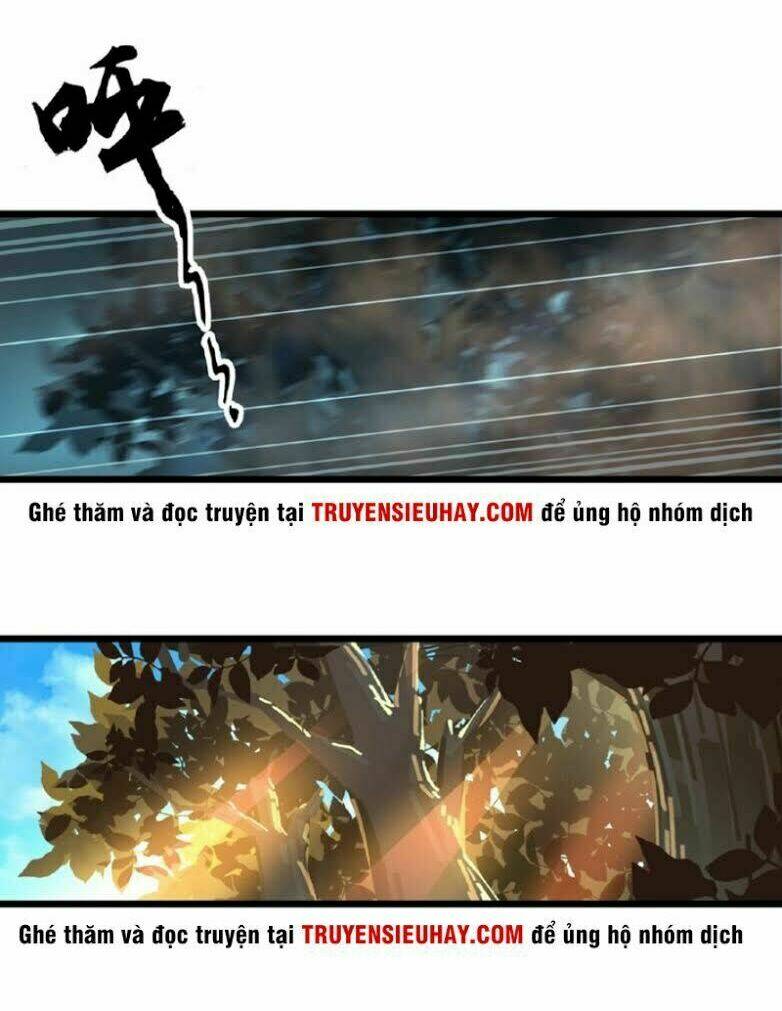 呼
Ghé thăm và đọc truyện tại TRUYENSIEUHAY.COM để ủng hộ nhóm dịch
Ghé thăm và đọc truyện tại TRUYENSIEUHAY.COM để ủng hộ nhóm dịch